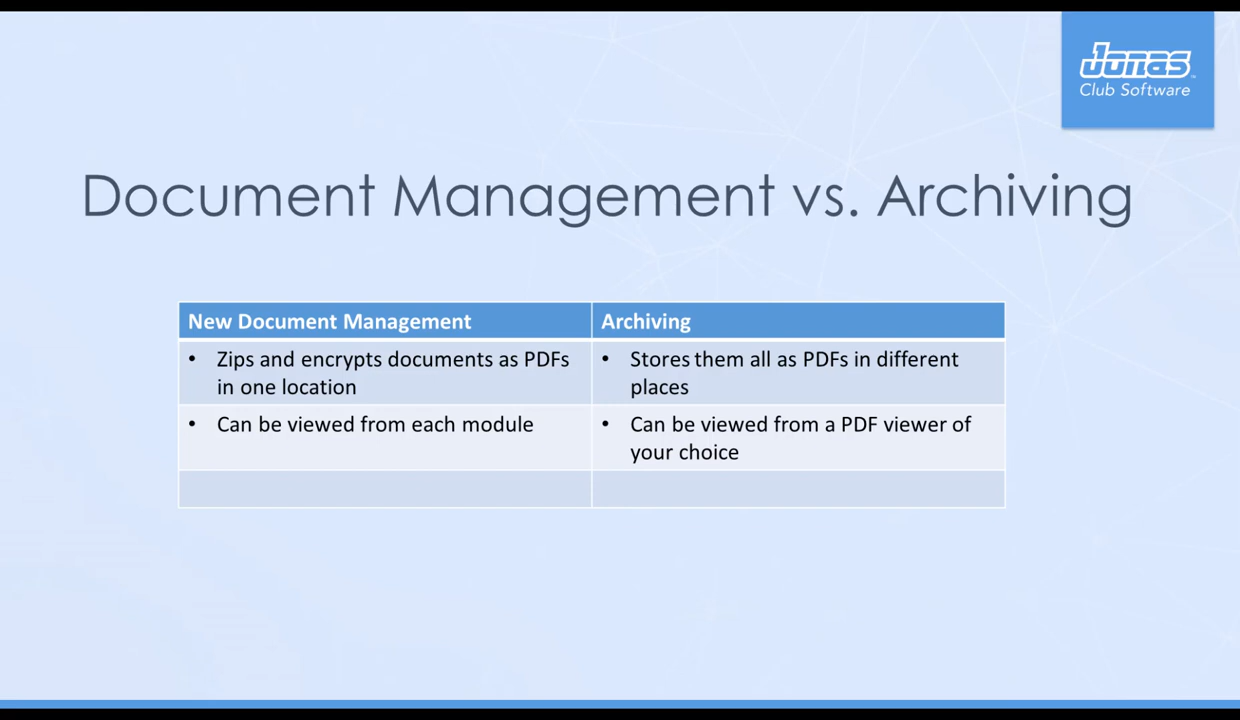 Jonas
Club Software
Document Management vs. Archiving
New Document Management
Archiving
• Zips and encrypts documents as PDFs
in one location
• Stores them all as PDFs in different
places
• Can be viewed from each module
• Can be viewed from a PDF viewer of
your choice